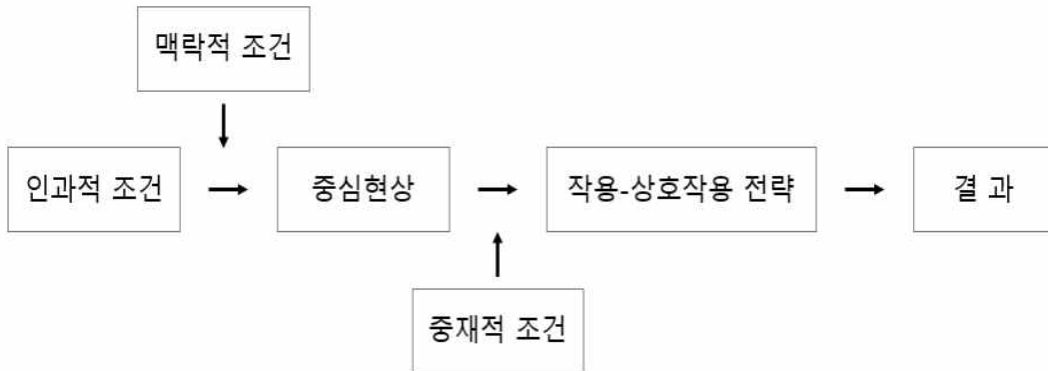 맥락적 조건
인과적 조건
중심현상
작용-상호작용 전략
결 과
중재적 조건